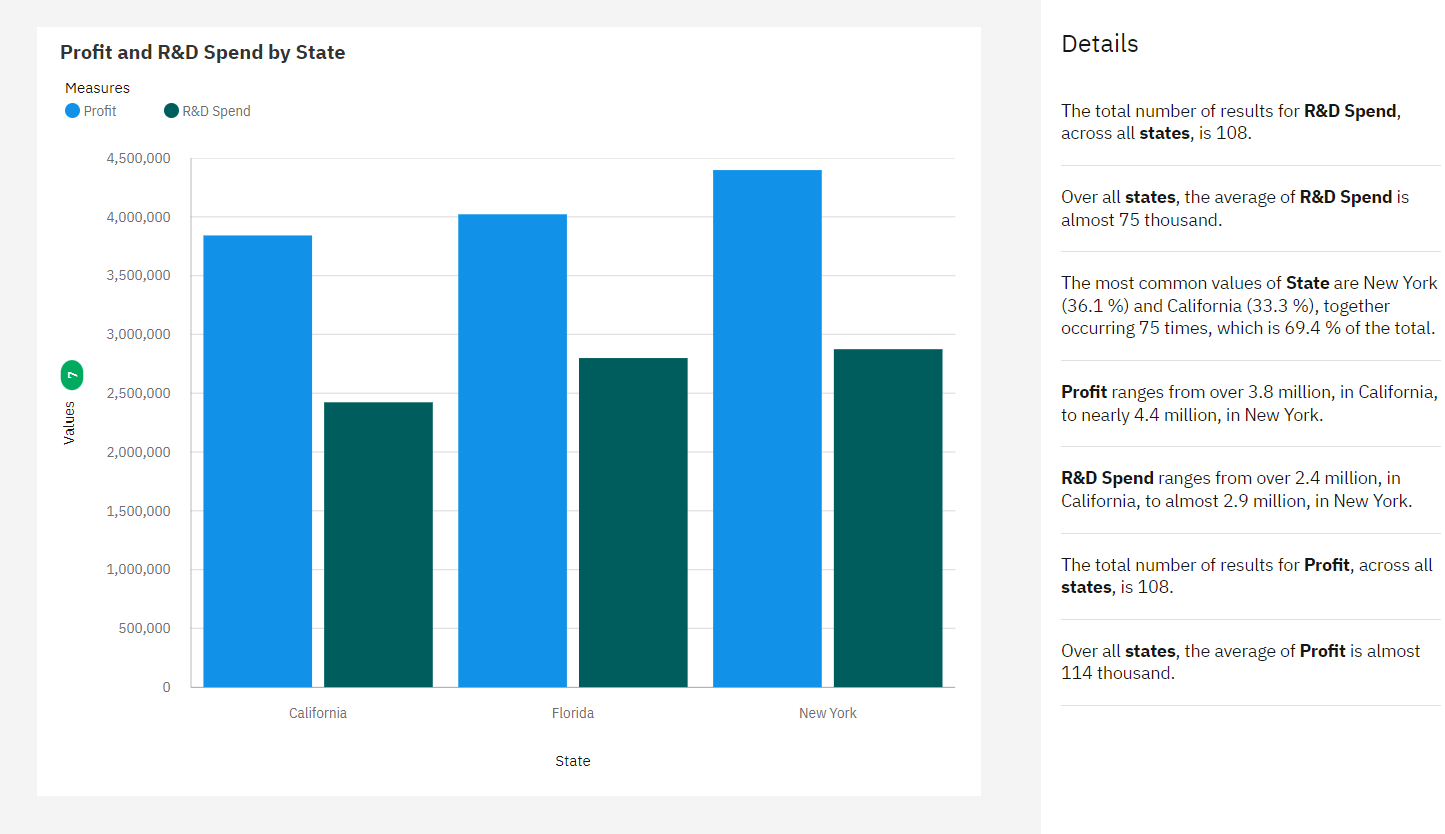 Profit and R&D Spend by State
Measures
Profit
R&D Spend
4,500,000
4,000,000
3,500,000
3,000,000
2,500,000
2,000,000
1,500,000
1,000,000
500,000
0
Values
7
California
Florida
New York
State
Details
The total number of results for R&D Spend,
across all states, is 108.
Over all states, the average of R&D Spend is
almost 75 thousand.
The most common values of State are New York
(36.1 %) and California (33.3 %), together
occurring 75 times, which is 69.4 % of the total.
Profit ranges from over 3.8 million, in California,
to nearly 4.4 million, in New York.
R&D Spend ranges from over 2.4 million, in
California, to almost 2.9 million, in New York.
The total number of results for Profit, across all
states, is 108.
Over all states, the average of Profit is almost
114 thousand.